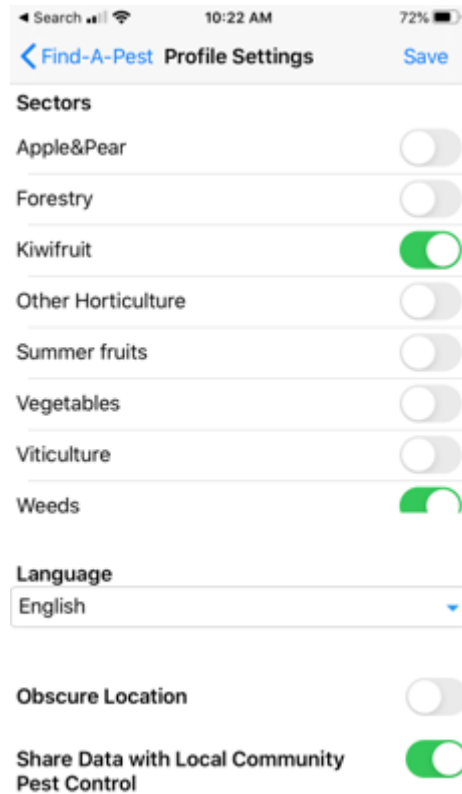 Search 10:22 AM 72%
Find-A-Pest Profile Settings Save
Sectors
Apple&Pear
Forestry
Kiwifruit
Other Horticulture
Summer fruits
Vegetables
Viticulture
Weeds
Language
English
Obscure Location
Share Data with Local Community
Pest Control